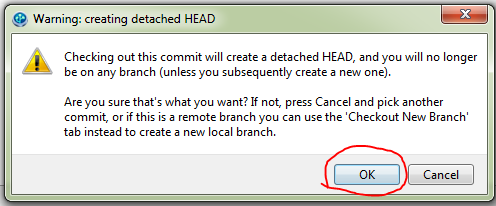 Warning: creating detached HEAD
Checking out this commit will create a detached HEAD, and you will no longer
be on any branch (unless you subsequently create a new one).
Are you sure that's what you want? If not, press Cancel and pick another
commit, or if this is a remote branch you can use the 'Checkout New Branch'
tab instead to create a new local branch.
OK Cancel